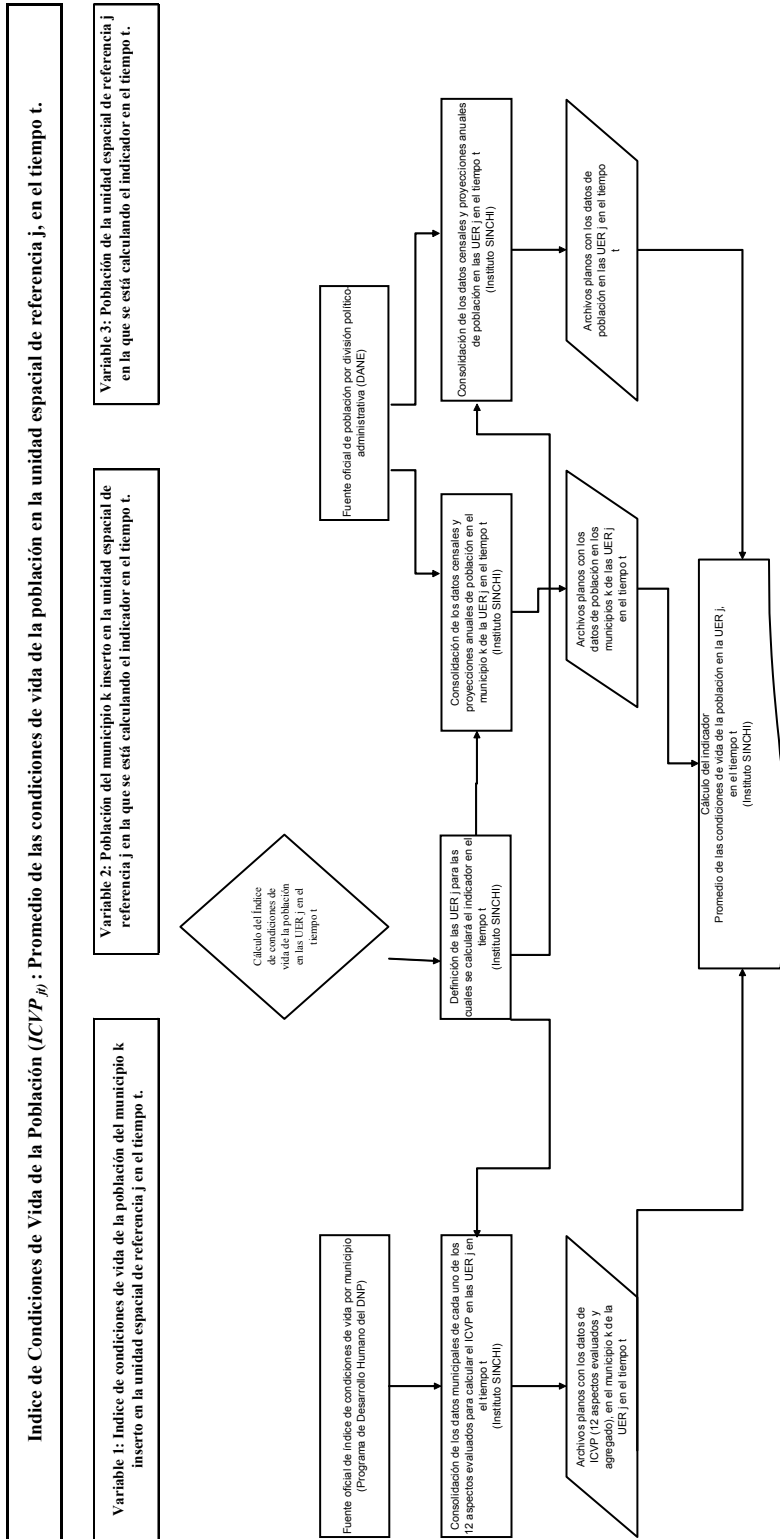 Indice de Condiciones de Vida de la Población (ICVP jt) : Promedio de las condiciones de vida de la población en la unidad espacial de referencia j, en el tiempo t.
Variable 1: Indice de condiciones de vida de la población del municipio k
inserto en la unidad espacial de referencia j en el tiempo t.
Variable 2: Población del municipio k inserto en la unidad espacial de
referencia j en la que se está calculando el indicador en el tiempo t.
Variable 3: Población de la unidad espacial de referencia j
en la que se está calculando el indicador en el tiempo t.
Cálculo del Índice
de condiciones de
vida de la población
en las UER j en el
tiempo t
Fuente oficial de índice de condiciones de vida por municipio
(Programa de Desarrollo Humano del DNP)
Fuente oficial de población por división político-
administrativa (DANE)
Consolidación de los datos municipales de cada uno de los
12 aspectos evaluados para calcular el ICVP en las UER j en
el tiempo t
(Instituto SINCHI)
Definición de las UER j para las
cuales se calculará el indicador en el
tiempo t
(Instituto SINCHI)
Consolidación de los datos censales y
proyecciones anuales de población en el
municipio k de la UER j en el tiempo t
(Instituto SINCHI)
Consolidación de los datos censales y proyecciones anuales
de población en las UER j en el tiempo t
(Instituto SINCHI)
Archivos planos con los datos de
ICVP (12 aspectos evaluados y
agregado), en el municipio k de la
UER j en el tiempo t
Archivos planos con los
datos de población en los
municipios k de las UER j
en el tiempo t
Archivos planos con los datos de
población en las UER j en el tiempo
t
Cálculo del indicador
Promedio de las condiciones de vida de la población en la UER j,
en el tiempo t
(Instituto SINCHI)